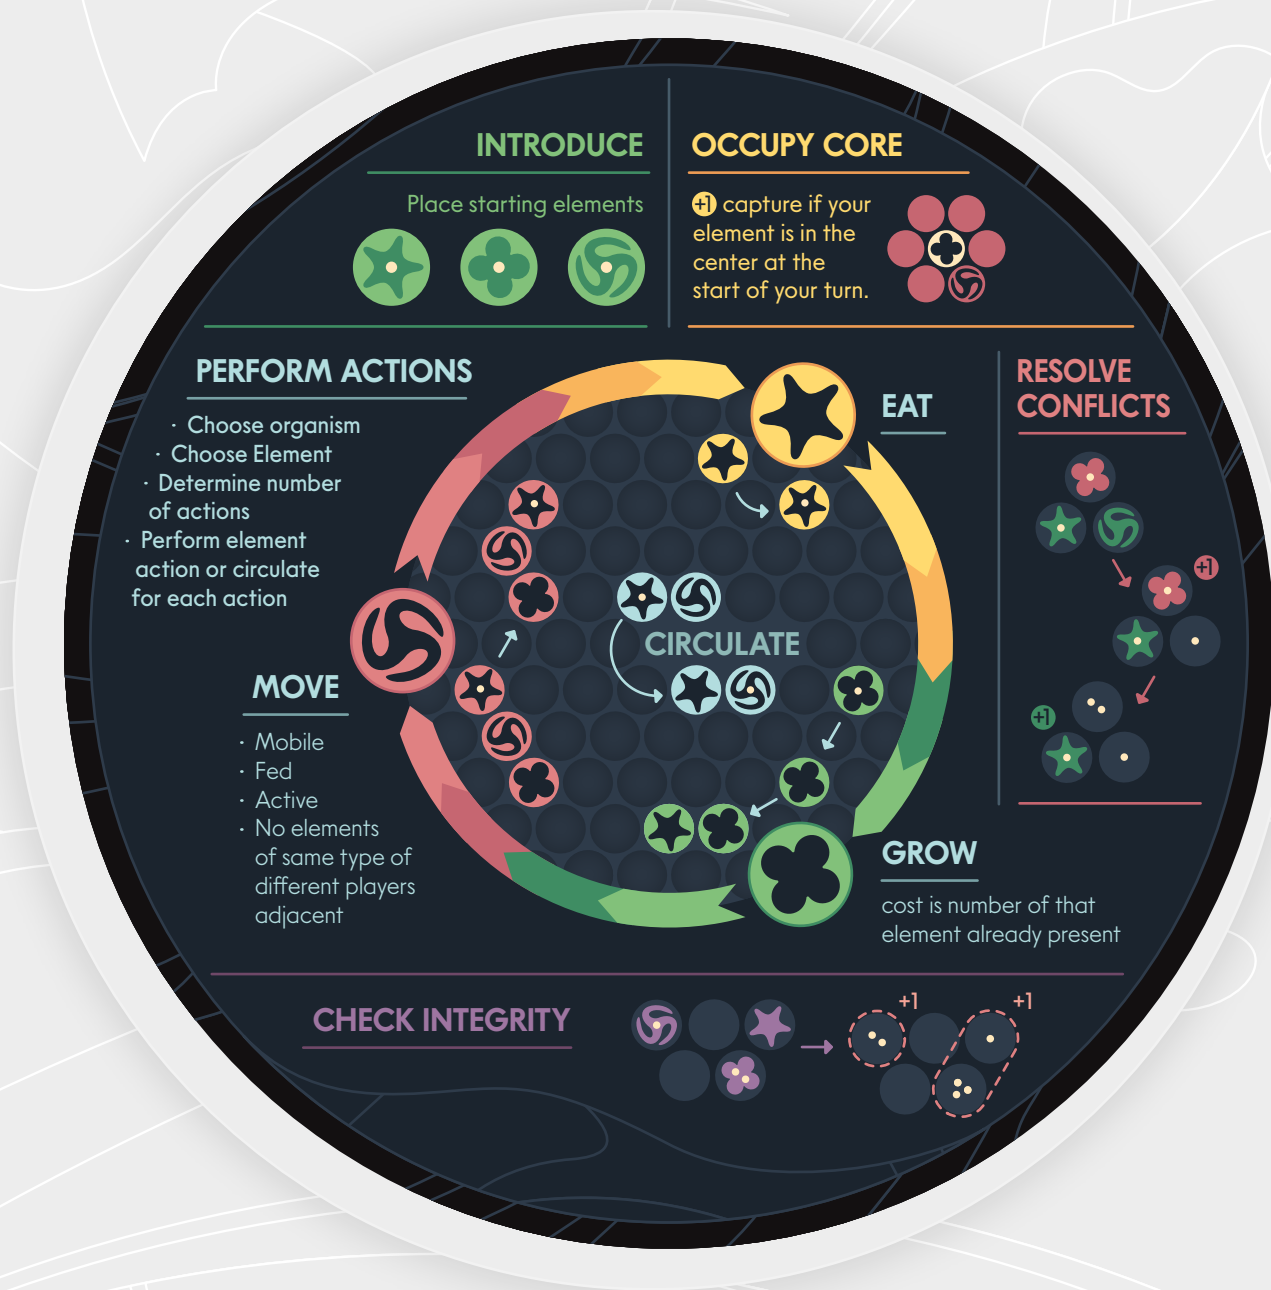 INTRODUCE
Place starting elements
OCCUPY CORE
+1 capture if your
element is in the
center at the
start of your turn.
PERFORM ACTIONS
· Choose organism
· Choose Element
· Determine number
of actions
· Perform element
action or circulate
for each action
EAT
RESOLVE
CONFLICTS
+1
+1
CIRCULATE
MOVE
· Mobile
· Fed
· Active
· No elements
of same type of
different players
adjacent
GROW
cost is number of that
element already present
CHECK INTEGRITY
+1
+1